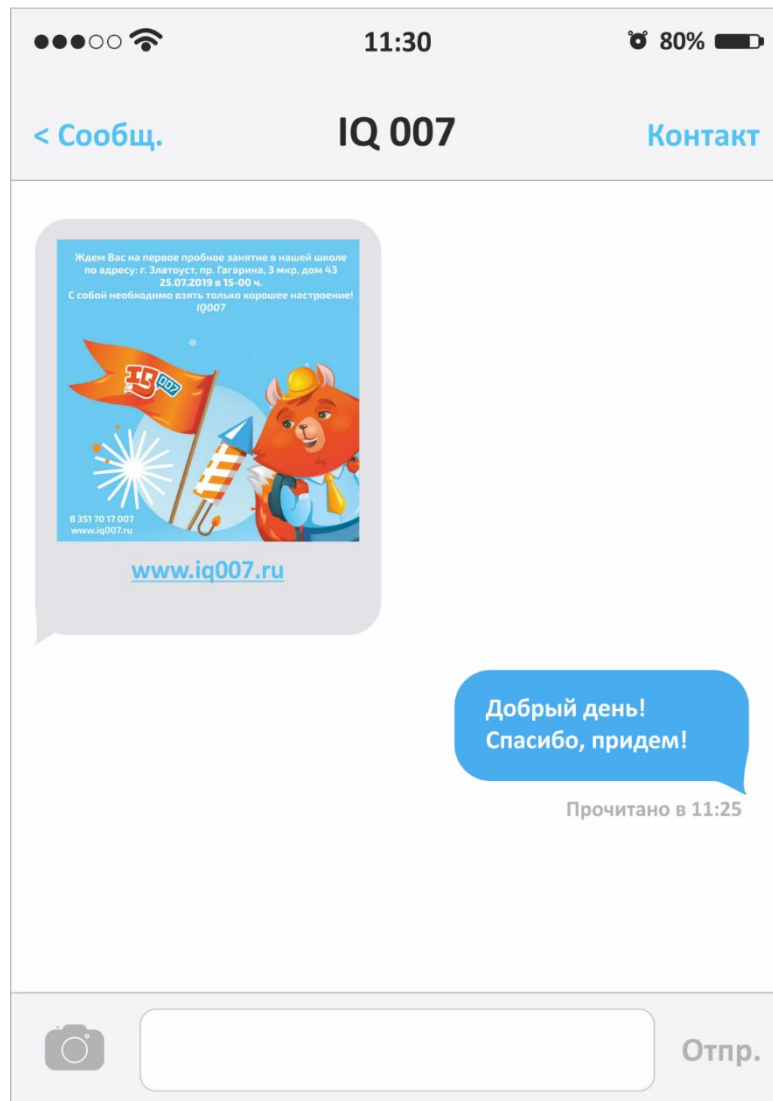 11:30
80%
< Сообщ.
IQ 007
Контакт
Ждем Вас на первое пробное занятие в нашей школе
по адресу: г. Златоуст, пр. Гагарина, 3 мкр, дом 43
25.07.2019 в 15-00 ч.
С собой необходимо взять только хорошее настроение!
IQ007
IQ 007
8 351 70 17 007
www.iq007.ru
www.iq007.ru
Добрый день!
Спасибо, придем!
Прочитано в 11:25
Отпр.